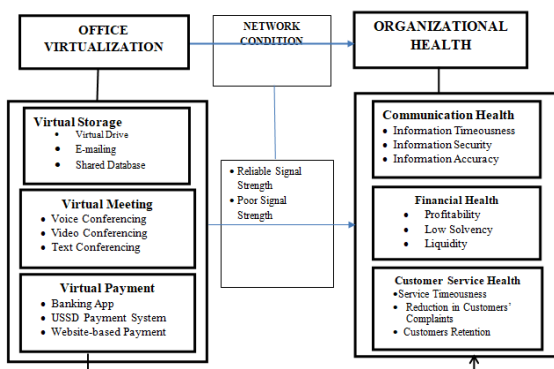 OFFICE
VIRTUALIZATION
NETWORK
CONDITION
ORGANIZATIONAL
HEALTH
Virtual Storage
• Virtual Drive
• E-mailing
• Shared Database
Virtual Meeting
• Voice Conferencing
• Video Conferencing
• Text Conferencing
Virtual Payment
• Banking App
• USSD Payment System
• Website-based Payment
• Reliable Signal
Strength
• Poor Signal
Strength
Communication Health
• Information Timeousness
• Information Security
• Information Accuracy
Financial Health
• Profitability
• Low Solvency
• Liquidity
Customer Service Health
•Service Timeousness
• Reduction in Customers'
Complaints
• Customers Retention